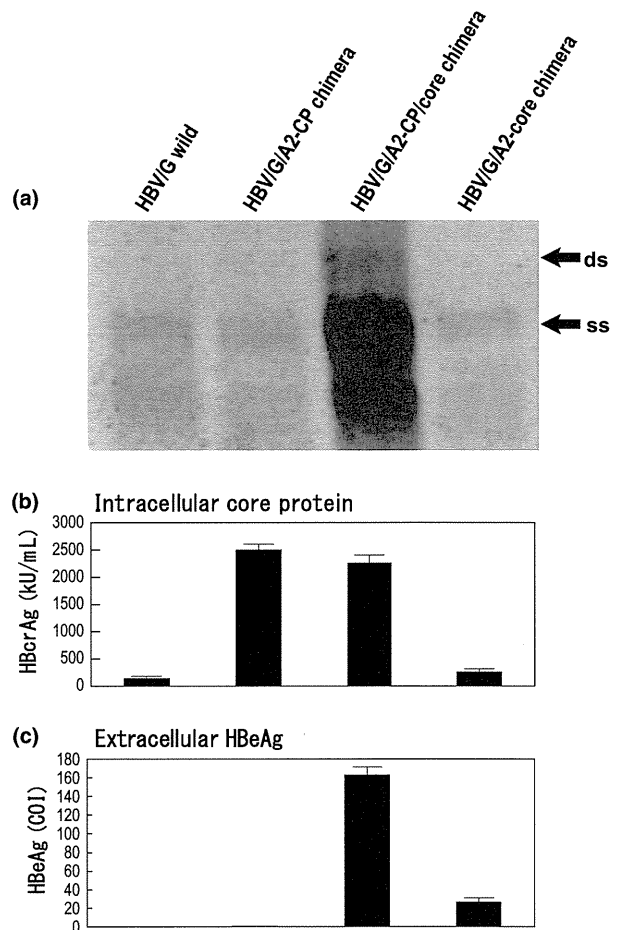 HBV/G wild
HBV/G/A2-CP chimera
HBV/G/A2-CP/core chimera
HBV/G/A2-core chimera
(a)
ds
ss
(b) Intracellular core protein
HBcrAg (kU/mL)
3000
2500
2000
1500
1000
500
0
(c) Extracellular HBeAg
HBeAg (COI)
180
160
140
120
100
80
60
40
20
0